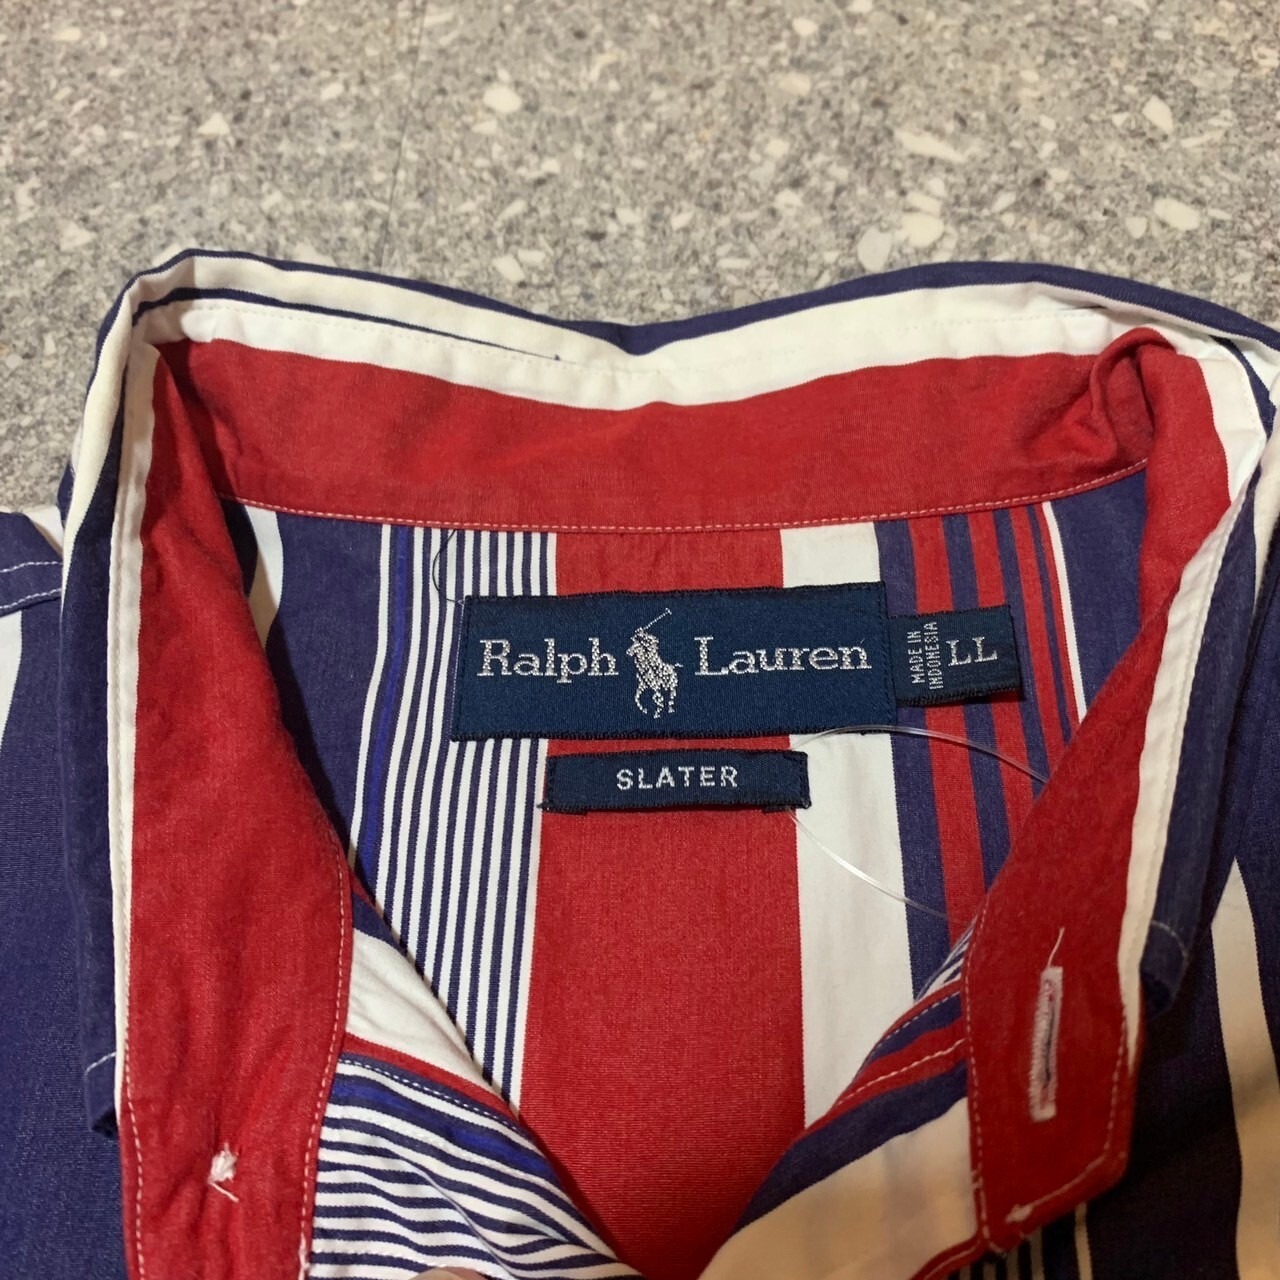 Ralph Lauren
MADE IN
INDONESIA
LL
SLATER